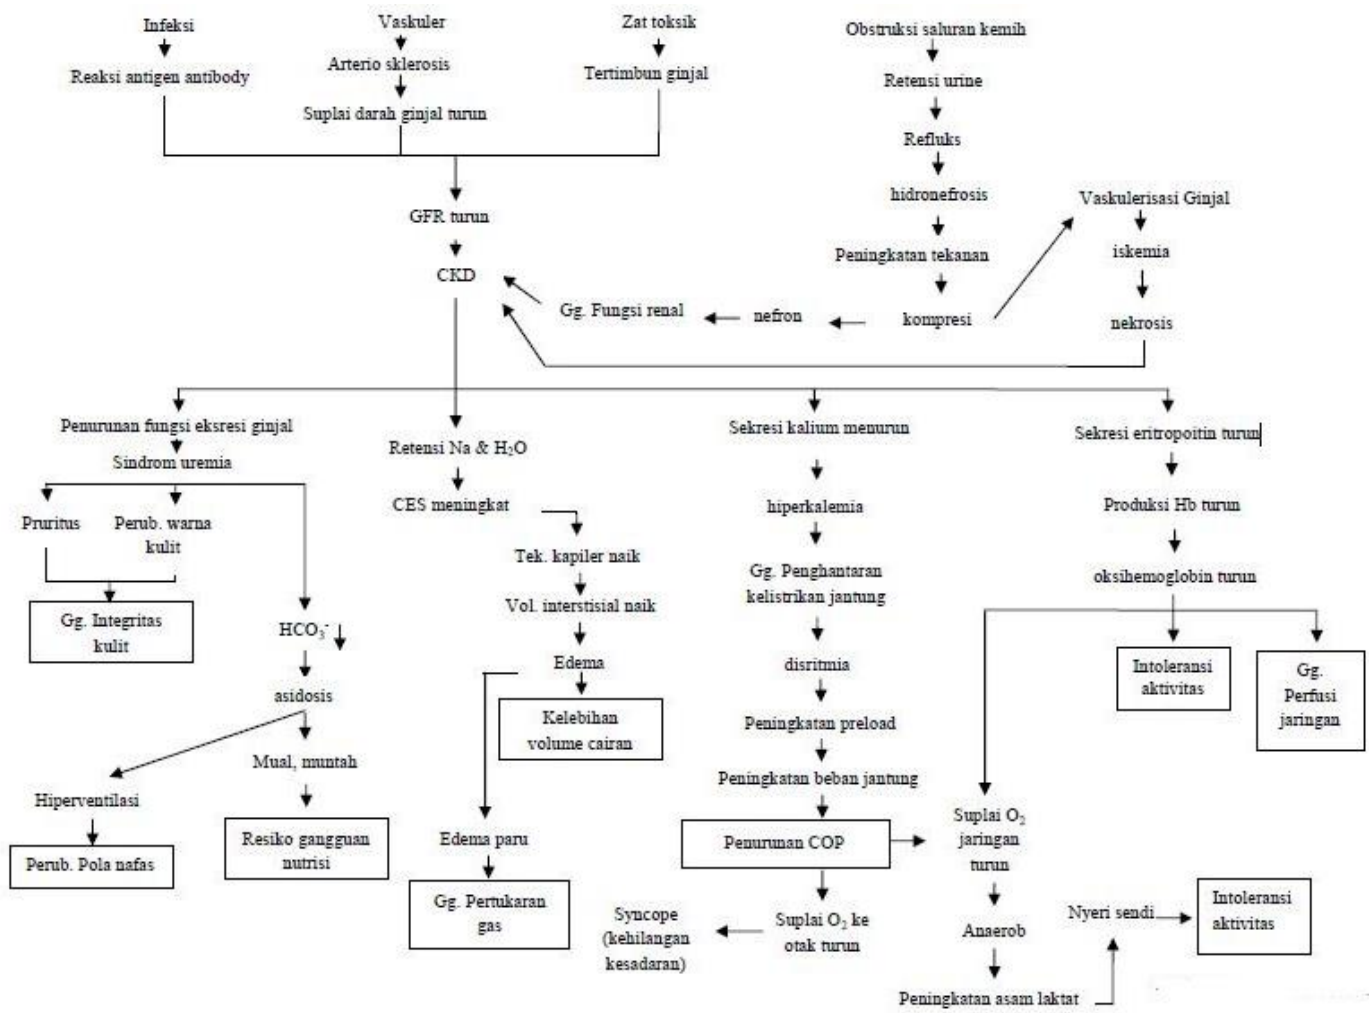 Infeksi
Vaskuler
Zat toksik
Obstruksi saluran kemih
Reaksi antigen antibody
Arterio sklerosis
Tertimbun ginjal
Retensi urine
Suplai darah ginjal turun
Refluks
hidronefrosis
Vaskulerisasi Ginjal
GFR turun
Peningkatan tekanan
iskemia
CKD
Gg. Fungsi renal
nefron
kompresi
nekrosis
Penurunan fungsi eksresi ginjal
Sekresi kalium menurun
Sekresi eritropoitin turun
Sindrom uremia
Retensi Na & H₂O
Pruritus
Perub. warna
kulit
CES meningkat
hiperkalemia
Produksi Hb turun
Tek. kapiler naik
Gg. Penghantaran
kelistrikan jantung
oksihemoglobin turun
Vol. interstisial naik
Gg. Integritas
kulit
HCO₃⁻
Edema
disritmia
Intoleransi
aktivitas
Gg.
Perfusi
jaringan
asidosis
Kelebihan
volume cairan
Peningkatan preload
Mual, muntah
Peningkatan beban jantung
Hiperventilasi
Suplai O₂
jaringan
turun
Perub. Pola nafas
Resiko gangguan
nutrisi
Edema paru
Penurunan COP
Gg. Pertukaran
gas
Syncope
(kehilangan
kesadaran)
Suplai O₂ ke
otak turun
Anaerob
Nyeri sendi
Intoleransi
aktivitas
Peningkatan asam laktat